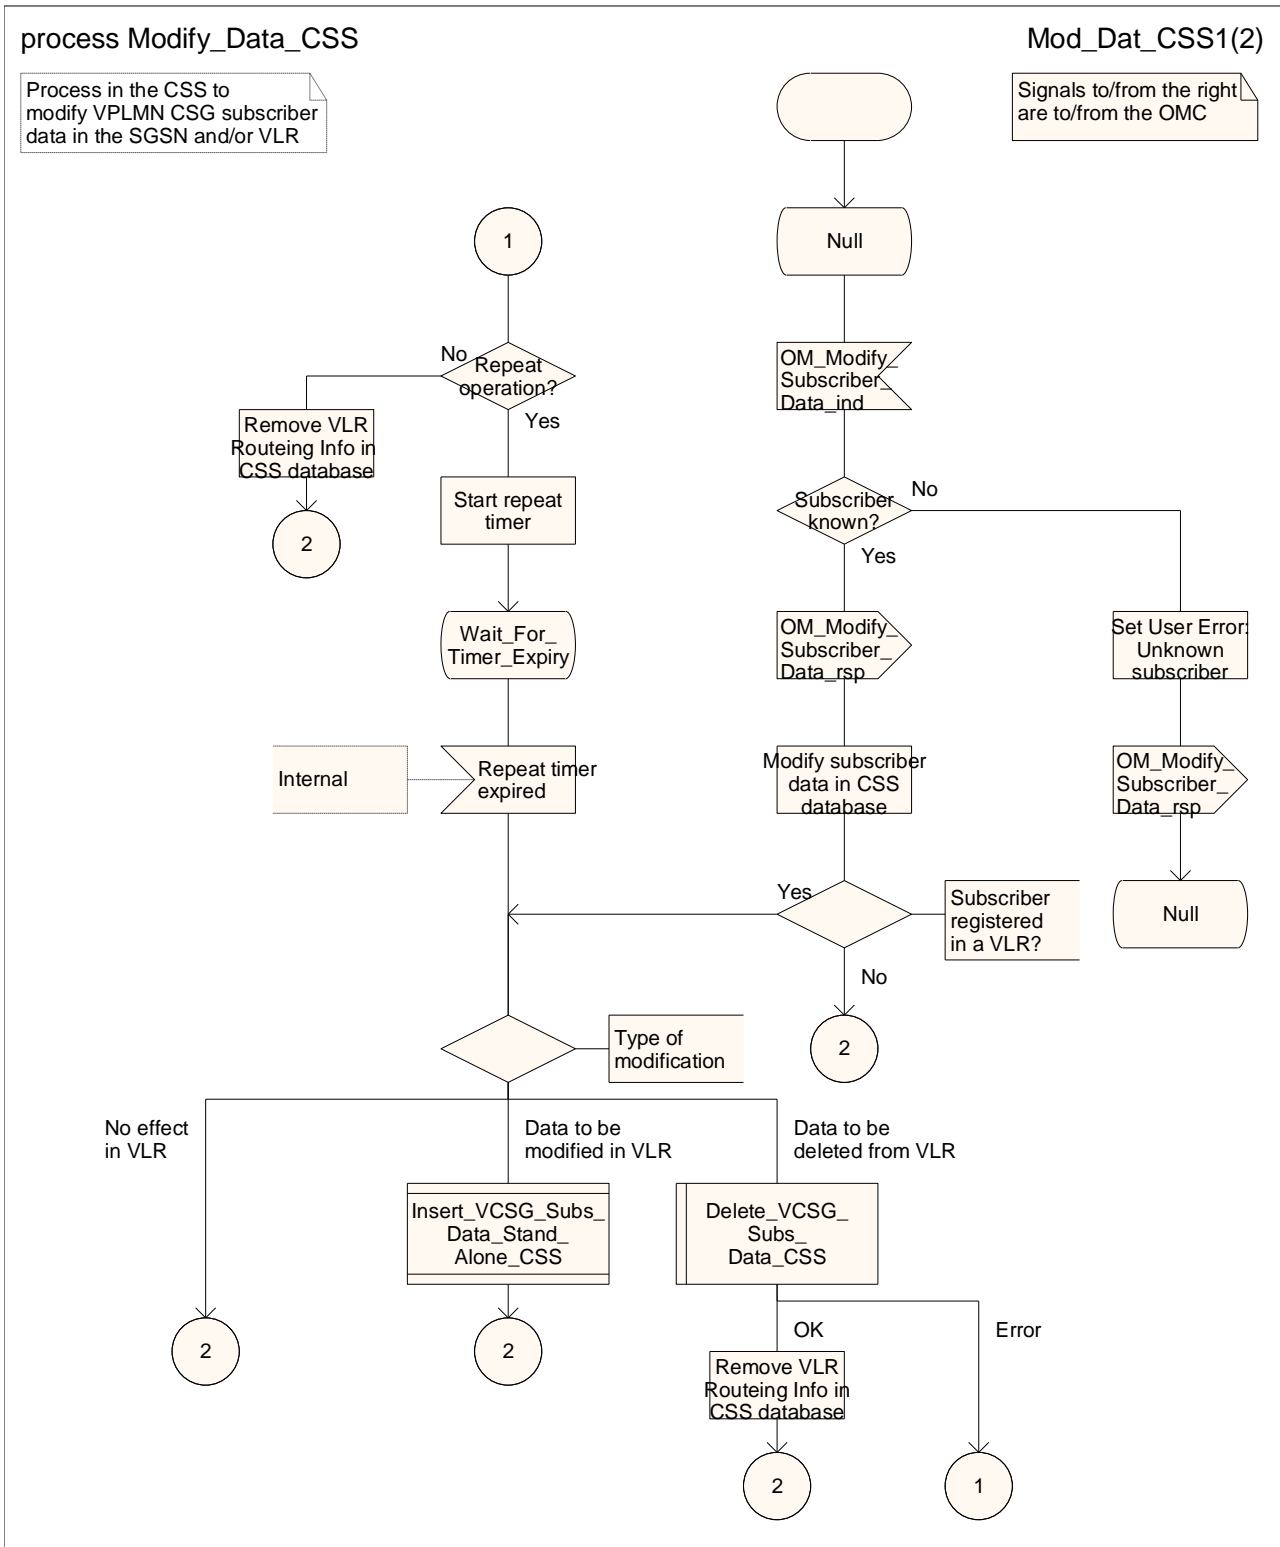 process Modify_Data_CSS
Mod_Dat_CSS1(2)
Process in the CSS to
modify VPLMN CSG subscriber
data in the SGSN and/or VLR
Signals to/from the right
are to/from the OMC
1
Null
No
Repeat
operation?
Yes
OM_Modify_
Subscriber_
Data_ind
Remove VLR
Routeing Info in
CSS database
2
Start repeat
timer
Subscriber
known?
No
Yes
Wait_For_
Timer_Expiry
OM_Modify_
Subscriber_
Data_rsp
Set User Error:
Unknown
subscriber
Internal
Repeat timer
expired
Modify subscriber
data in CSS
database
OM_Modify_
Subscriber_
Data_rsp
Yes
Subscriber
registered
in a VLR?
Null
No
2
Type of
modification
No effect
in VLR
Data to be
modified in VLR
Data to be
deleted from VLR
Insert_VCSG_Subs_
Data_Stand_
Alone_CSS
Delete_VCSG_
Subs_
Data_CSS
2
2
OK
Error
Remove VLR
Routeing Info in
CSS database
2
1